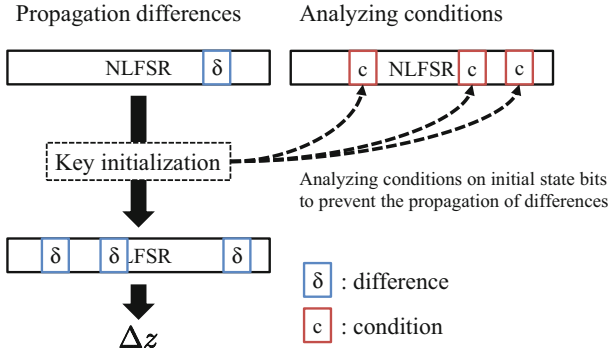 Propagation differences
Analyzing conditions
NLFSR δ
c NLFSR c c
Key initialization
Analyzing conditions on initial state bits
to prevent the propagation of differences
δ δ LFSR δ
δ : difference
c : condition
Δz